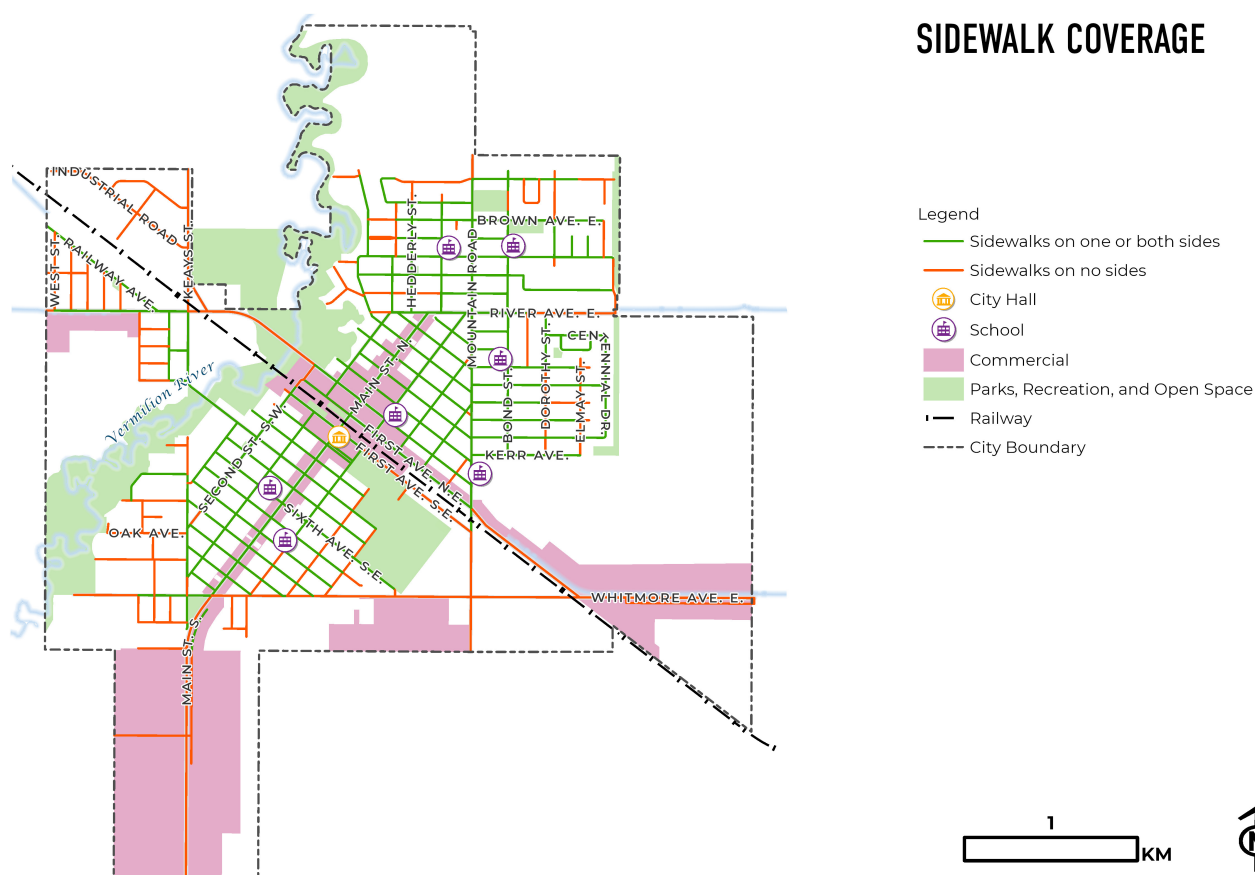 SIDEWALK COVERAGE
INDUSTRIAL ROAD
WEST ST.
RAILWAY AVE.
KEAYS ST.
HEDDERLY ST.
MOUNTAIN ROAD
BROWN AVE. E.
RIVER AVE. E.
CENTENNIAL DR.
MAIN ST. N.
BOND ST.
DOROTHY ST.
ELMAY ST.
KERR AVE.
Vermilion River
SECOND ST. S.W.
FIRST AVE. N.E.
FIRST AVE. S.E.
SIXTH AVE. S.E.
OAK AVE.
WHITMORE AVE. E.
MAIN ST. S.
Legend
Sidewalks on one or both sides
Sidewalks on no sides
City Hall
School
Commercial
Parks, Recreation, and Open Space
Railway
City Boundary
1
KM
N